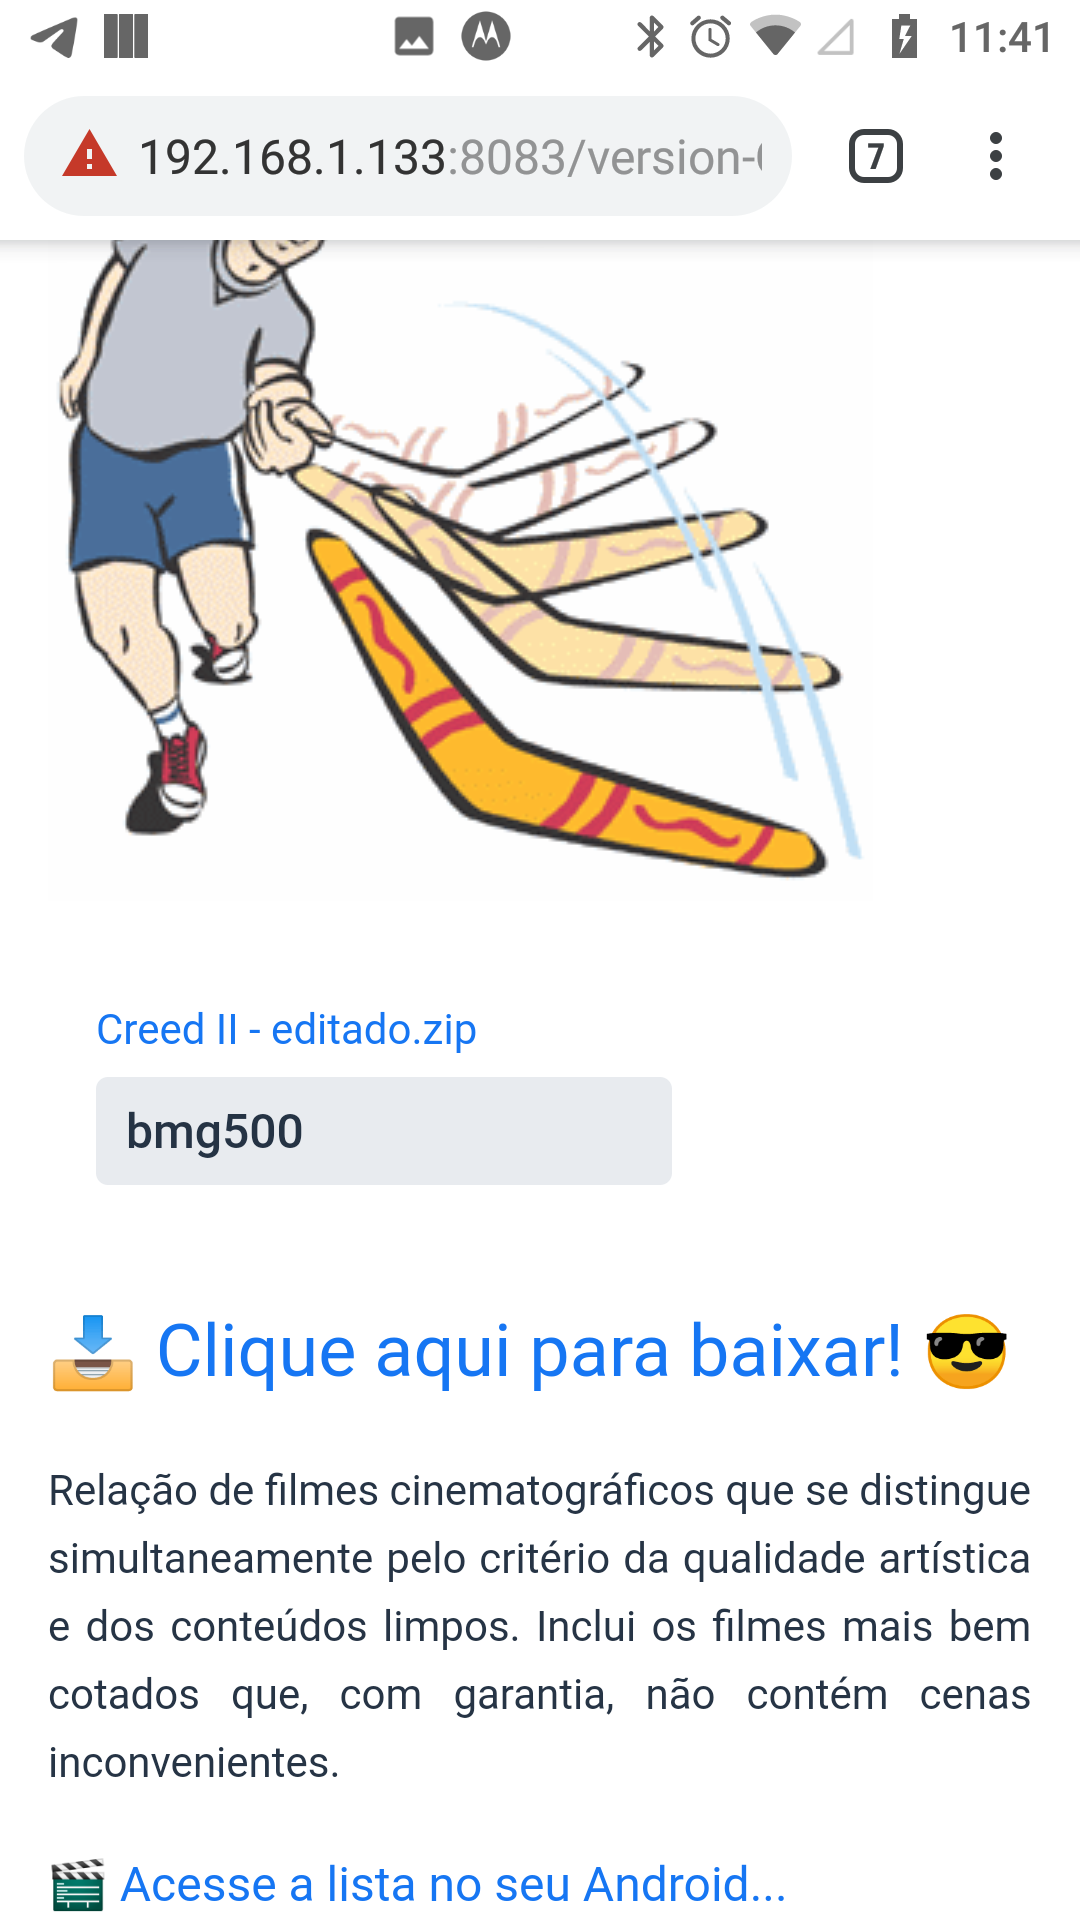 11:41
192.168.1.133:8083/version-
7
Creed II - editado.zip
bmg500
Clique aqui para baixar!
Relação de filmes cinematográficos que se distingue
simultaneamente pelo critério da qualidade artística
e dos conteúdos limpos. Inclui os filmes mais bem
cotados que, com garantia, não contém cenas
inconvenientes.
Acesse a lista no seu Android...